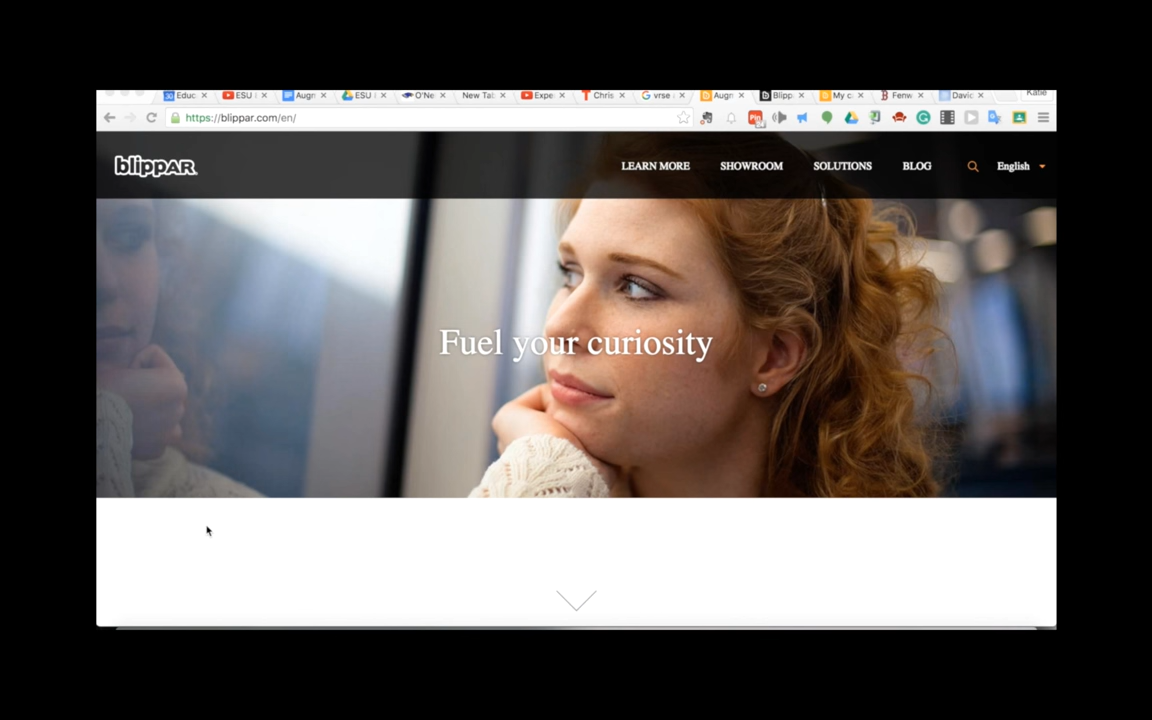 Educ ESU I Augr ESU I O'Ne New Tab Expe Chris vrse Augn Blipp My c Fenw David Katie
https://blippar.com/en/
blippAR LEARN MORE SHOWROOM SOLUTIONS BLOG English
Fuel your curiosity